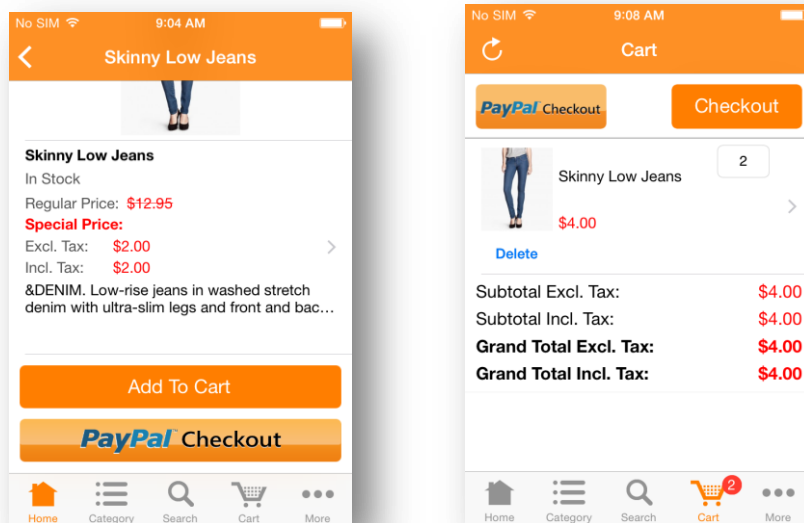 No SIM 9:04 AM
Skinny Low Jeans
Skinny Low Jeans
In Stock
Regular Price: $12.95
Special Price:
Excl. Tax: $2.00
Incl. Tax: $2.00
&DENIM. Low-rise jeans in washed stretch
denim with ultra-slim legs and front and bac...
Add To Cart
PayPal Checkout
Home Category Search Cart More
No SIM 9:08 AM
Cart
PayPal Checkout Checkout
2
Skinny Low Jeans
$4.00
Delete
Subtotal Excl. Tax: $4.00
Subtotal Incl. Tax: $4.00
Grand Total Excl. Tax: $4.00
Grand Total Incl. Tax: $4.00
2
Home Category Search Cart More